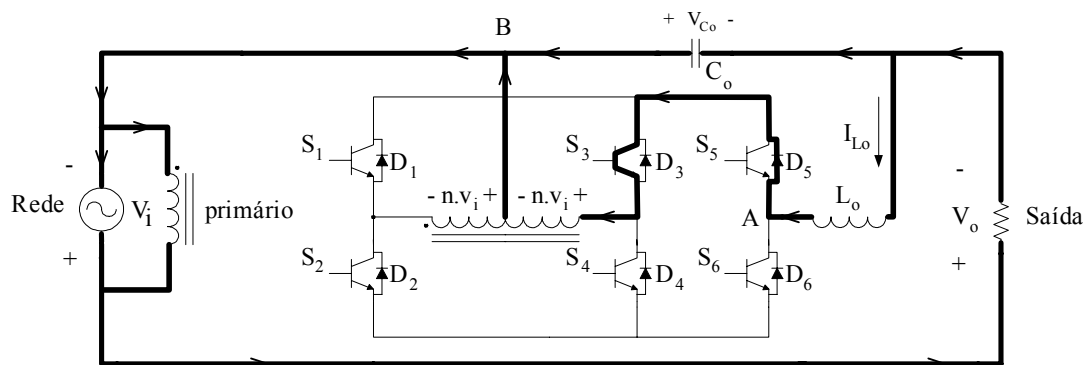 + V_Co -
B
C_o
S_1
D_1
S_3
D_3
S_5
D_5
I_Lo
-
Rede
V_i
+
primário
- n.v_i + - n.v_i +
A
L_o
-
V_o
+
Saída
S_2
D_2
S_4
D_4
S_6
D_6